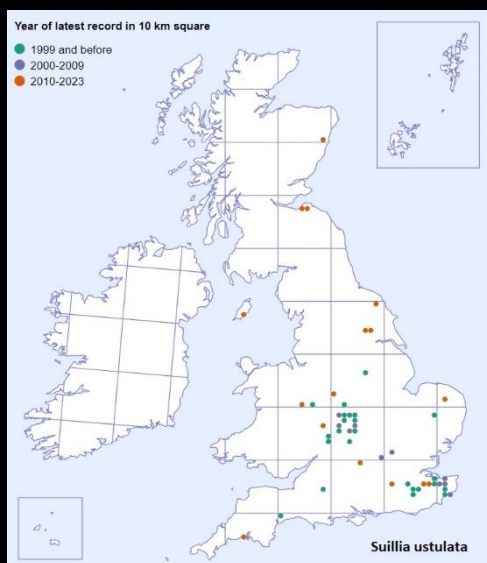 Year of latest record in 10 km square
1999 and before
2000-2009
2010-2023
Suillia ustulata